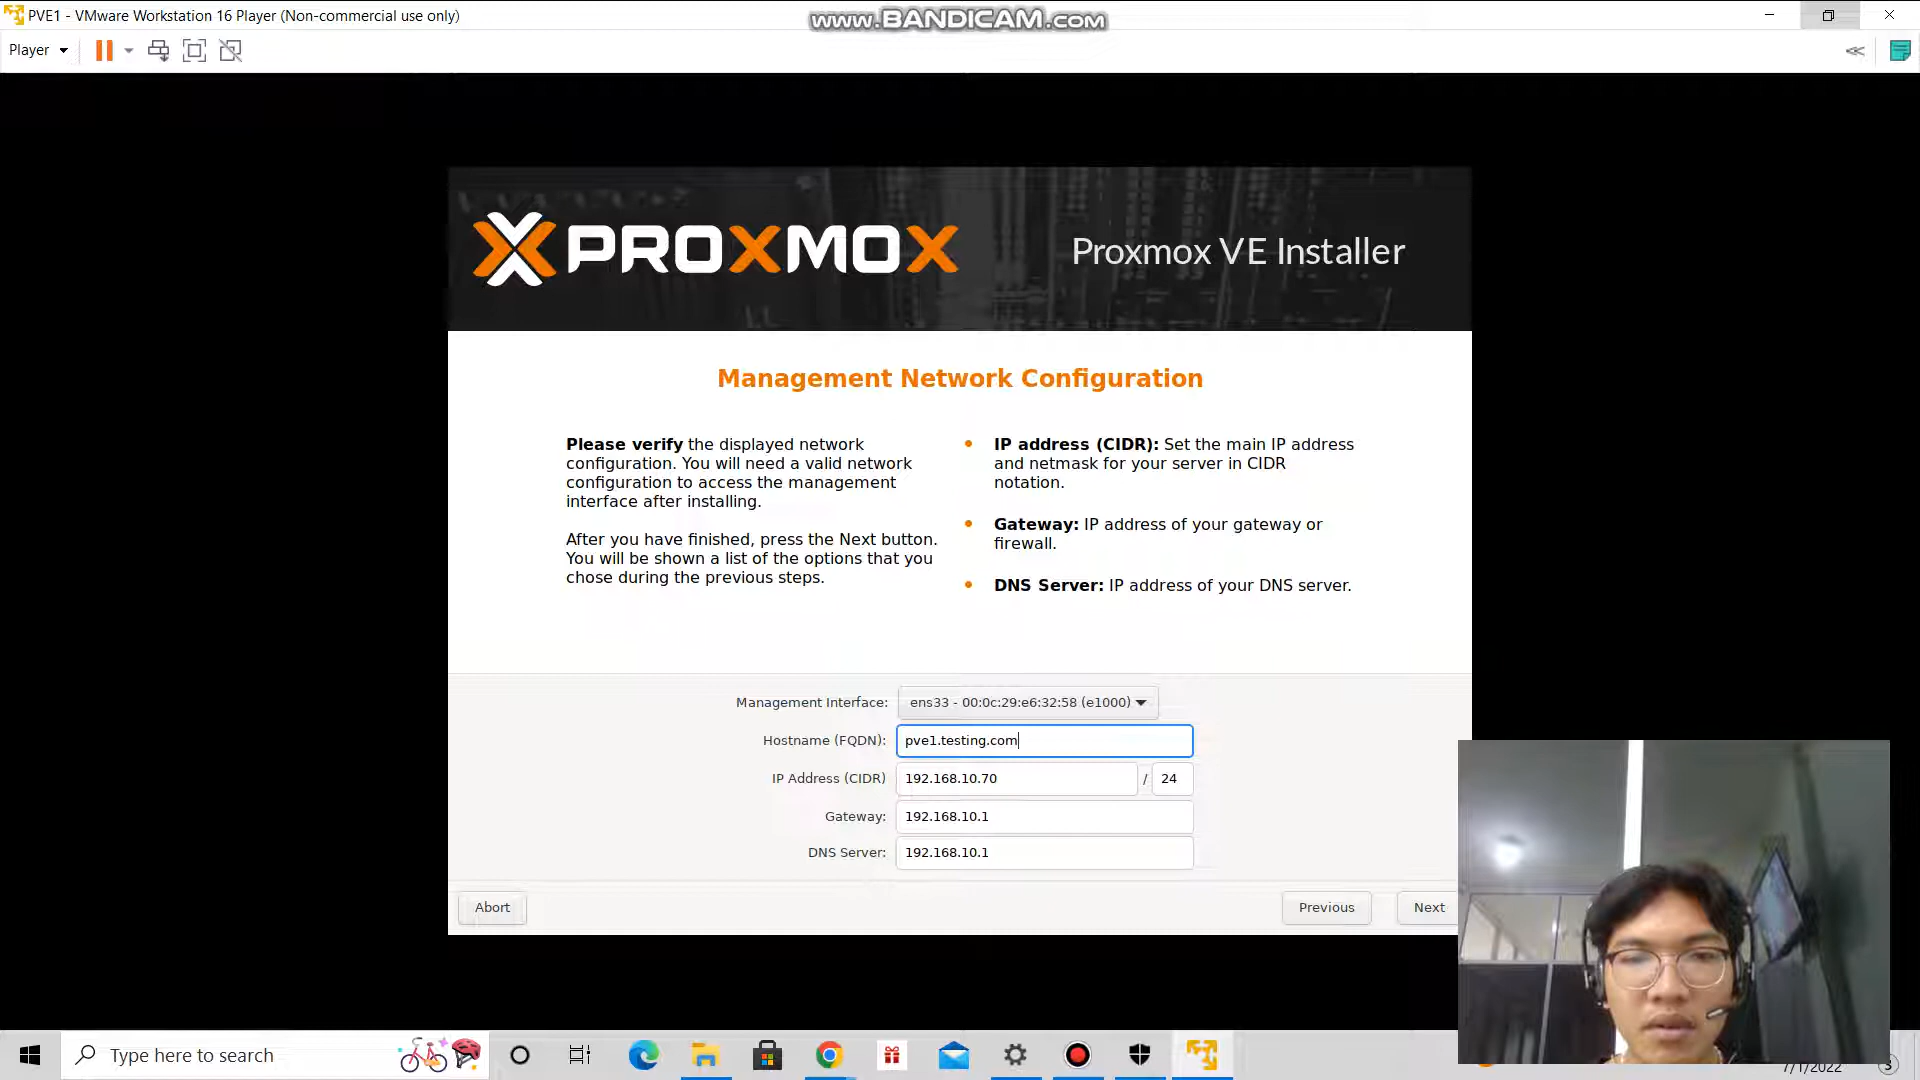 PVE1 - VMware Workstation 16 Player (Non-commercial use only)
www.BANDICAM.com
Player
PROXMOX
Proxmox VE Installer
Management Network Configuration
Please verify the displayed network
configuration. You will need a valid network
configuration to access the management
interface after installing.
After you have finished, press the Next button.
You will be shown a list of the options that you
chose during the previous steps.
IP address (CIDR): Set the main IP address
and netmask for your server in CIDR
notation.
Gateway: IP address of your gateway or
firewall.
DNS Server: IP address of your DNS server.
Management Interface: ens33 - 00:0c:29:e6:32:58 (e1000)
Hostname (FQDN): pve1.testing.com
IP Address (CIDR) 192.168.10.70 / 24
Gateway: 192.168.10.1
DNS Server: 192.168.10.1
Abort
Previous
Next
Type here to search
7/1/2022
3